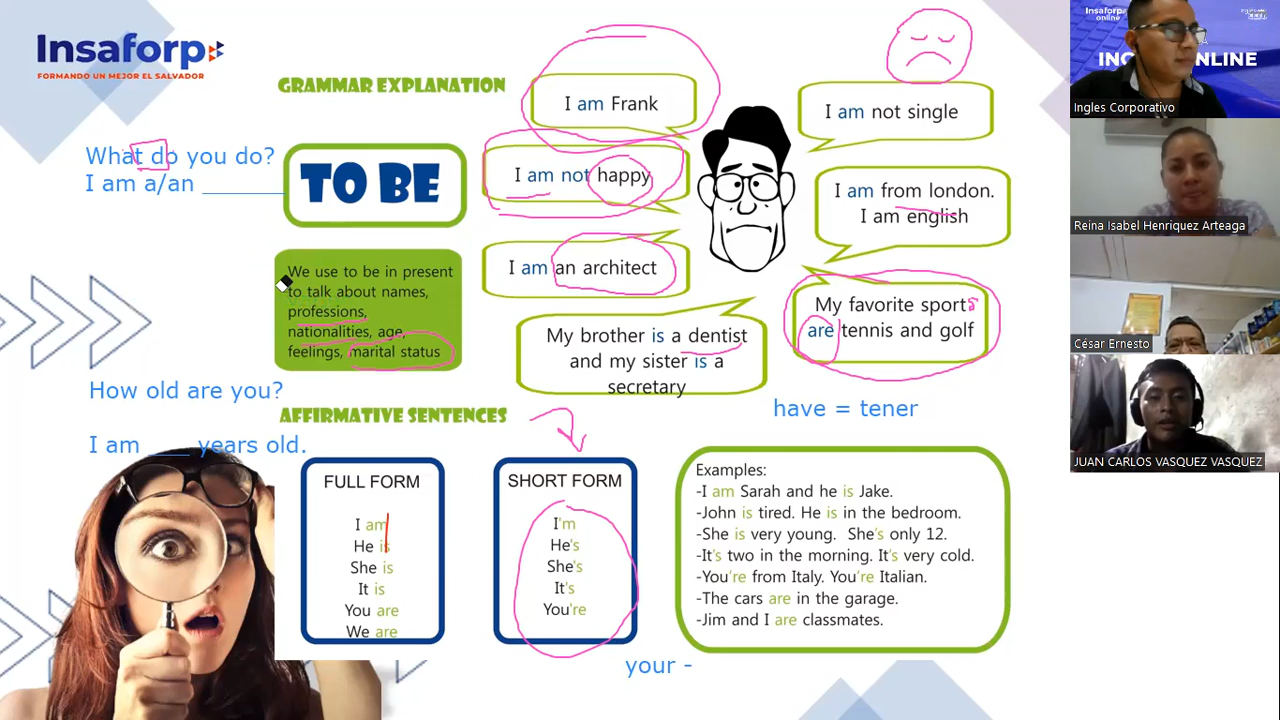 Insaforp
FORMANDO UN MEJOR EL SALVADOR
GRAMMAR EXPLANATION
What do you do?
I am a/an ________
TO BE
We use to be in present
to talk about names,
professions,
nationalities, age,
feelings, marital status
I am Frank
I am not happy
I am an architect
My brother is a dentist
and my sister is a
secretary
I am not single
I am from london.
I am english
My favorite sports
are tennis and golf
have = tener
How old are you?
I am ____ years old.
AFFIRMATIVE SENTENCES
FULL FORM
I am
He is
She is
It is
You are
We are
SHORT FORM
I'm
He's
She's
It's
You're
Examples:
-I am Sarah and he is Jake.
-John is tired. He is in the bedroom.
-She is very young. She's only 12.
-It's two in the morning. It's very cold.
-You're from Italy. You're Italian.
-The cars are in the garage.
-Jim and I are classmates.
your -
Insaforp
online
NLINE
Ingles Corporativo
Reina Isabel Henriquez Arteaga
César Ernesto
JUAN CARLOS VASQUEZ VASQUEZ